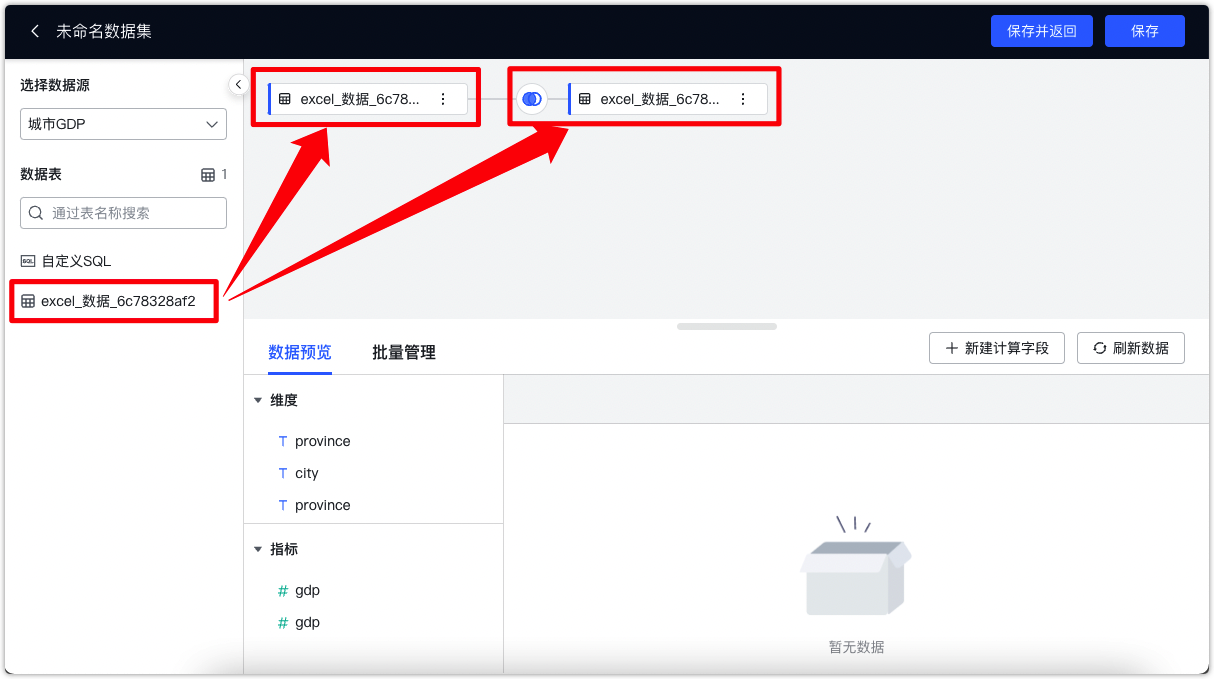 未命名数据集
保存并返回
保存
选择数据源
城市GDP
数据表
1
通过表名称搜索
SQL 自定义SQL
excel_数据_6c78328af2
excel_数据_6c78...
excel_数据_6c78...
数据预览
批量管理
新建计算字段
刷新数据
维度
T province
T city
T province
指标
# gdp
# gdp
暂无数据